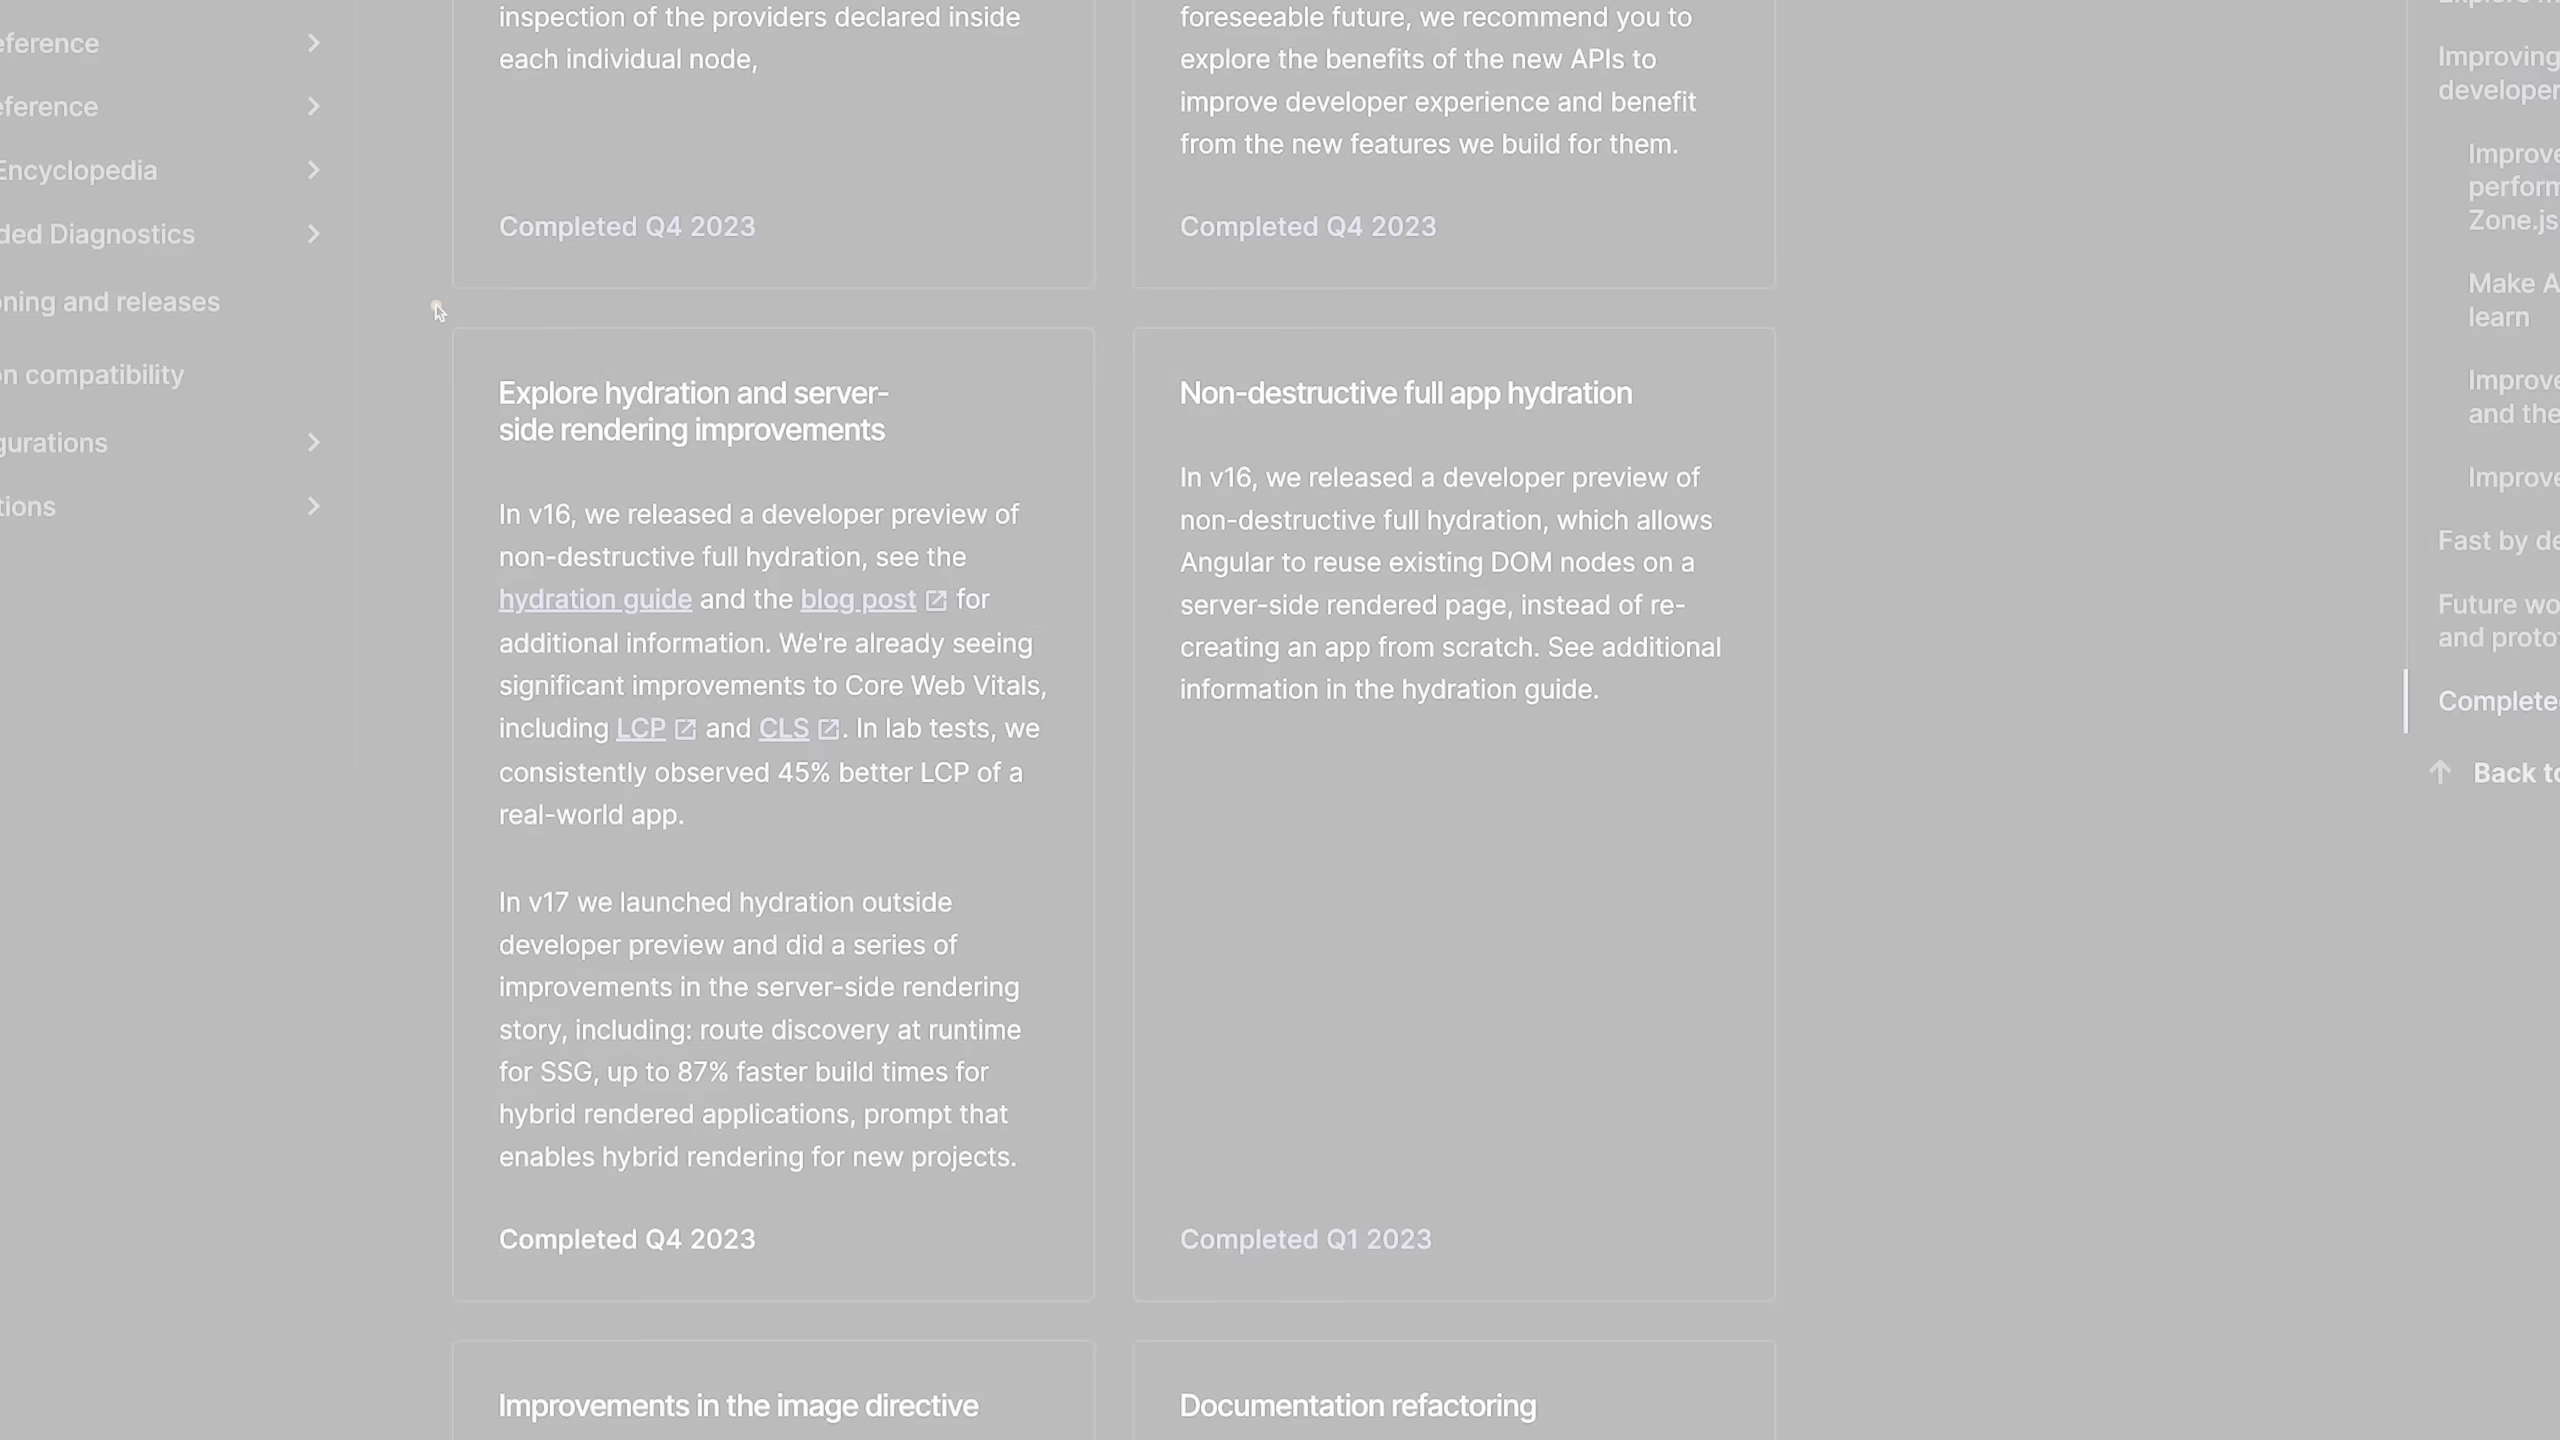 eference
eference
Encyclopedia
ded Diagnostics
oning and releases
on compatibility
gurations
tions
inspection of the providers declared inside
each individual node,
Completed Q4 2023
foreseeable future, we recommend you to
explore the benefits of the new APIs to
improve developer experience and benefit
from the new features we build for them.
Completed Q4 2023
Explore hydration and server-
side rendering improvements
In v16, we released a developer preview of
non-destructive full hydration, see the
hydration guide and the blog post for
additional information. We're already seeing
significant improvements to Core Web Vitals,
including LCP and CLS. In lab tests, we
consistently observed 45% better LCP of a
real-world app.
In v17 we launched hydration outside
developer preview and did a series of
improvements in the server-side rendering
story, including: route discovery at runtime
for SSG, up to 87% faster build times for
hybrid rendered applications, prompt that
enables hybrid rendering for new projects.
Completed Q4 2023
Non-destructive full app hydration
In v16, we released a developer preview of
non-destructive full hydration, which allows
Angular to reuse existing DOM nodes on a
server-side rendered page, instead of re-
creating an app from scratch. See additional
information in the hydration guide.
Completed Q1 2023
Improvements in the image directive
Documentation refactoring
Improving
developer
Improve
perform
Zone.js
Make A
learn
Improve
and the
Improve
Fast by de
Future wo
and proto
Complete
Back to